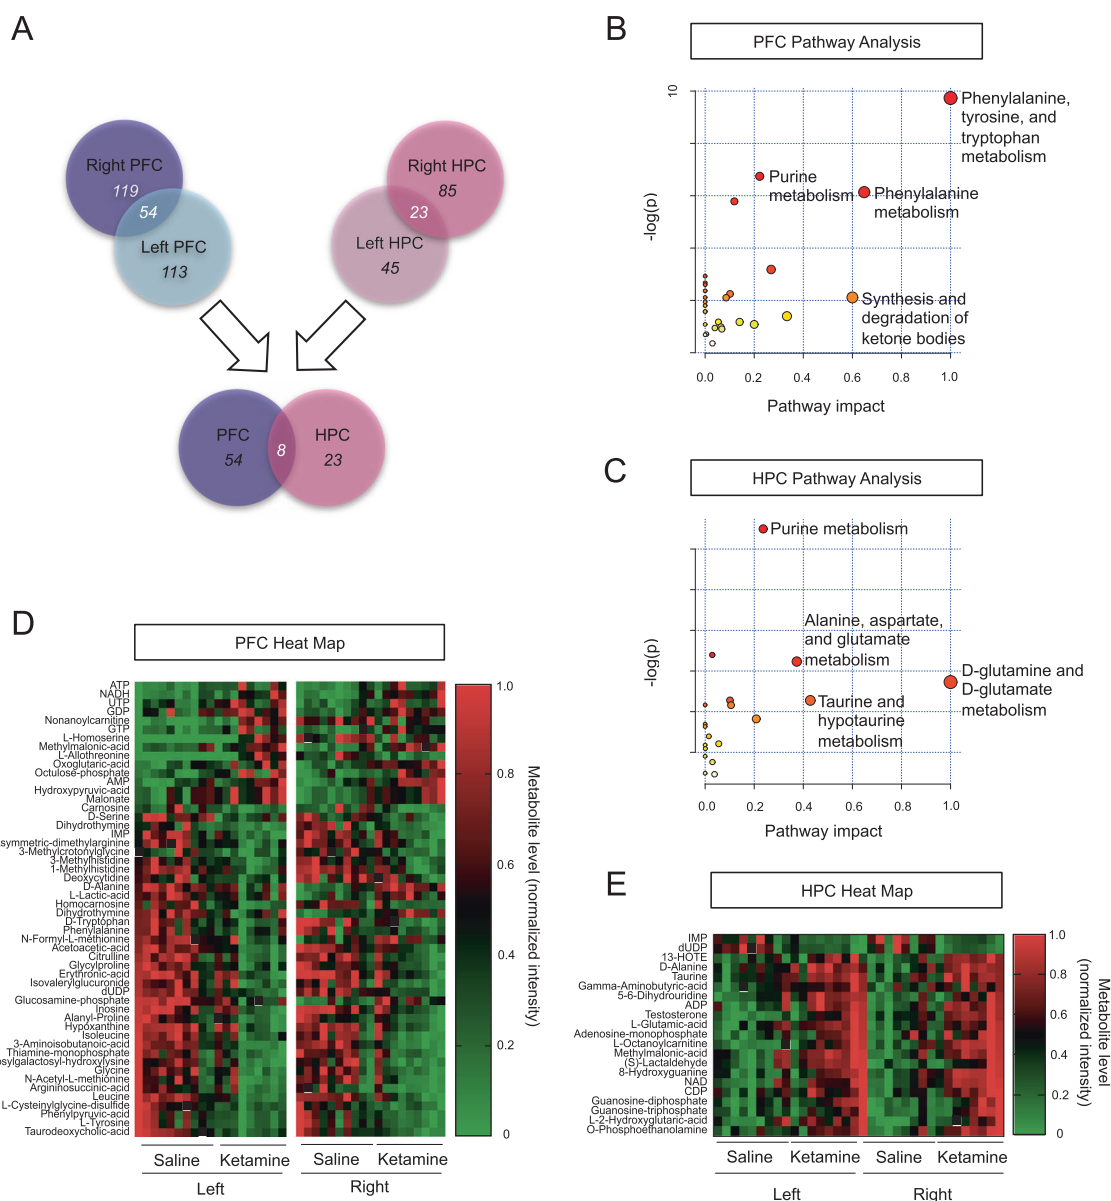 A
Right PFC
119
54
Left PFC
113
Right HPC
85
23
Left HPC
45
PFC
54
8
HPC
23
B
PFC Pathway Analysis
10
-log(p)
Phenylalanine,
tyrosine, and
tryptophan
metabolism
Purine
metabolism
Phenylalanine
metabolism
Synthesis and
degradation of
ketone bodies
0.0 0.2 0.4 0.6 0.8 1.0
Pathway impact
C
HPC Pathway Analysis
-log(p)
Purine metabolism
Alanine, aspartate,
and glutamate
metabolism
D-glutamine and
D-glutamate
metabolism
Taurine and
hypotaurine
metabolism
0.0 0.2 0.4 0.6 0.8 1.0
Pathway impact
D
PFC Heat Map
ATP
NADH
UTP
GDP
Nonanoylcarnitine
GTP
L-Homoserine
Methylmalonic-acid
L-Allothreonine
Oxoglutaric-acid
Octulose-phosphate
AMP
Hydroxypyruvic-acid
Malonate
Carnosine
D-Serine
Dihydrothymine
IMP
symmetric-dimethylarginine
3-Methylcrotonylglycine
3-Methylhistidine
1-Methylhistidine
Deoxycytidine
D-Alanine
L-Lactic-acid
Homocarnosine
Dihydrothymine
D-Tryptophan
Phenylalanine
N-Formyl-L-methionine
Acetoacetic-acid
Citrulline
Glycylproline
Erythronic-acid
Isovalerylglucuronide
dUDP
Glucosamine-phosphate
Inosine
Alanyl-Proline
Hypoxanthine
Isoleucine
3-Aminoisobutanoic-acid
Thiamine-monophosphate
osylgalactosyl-hydroxylysine
Glycine
N-Acetyl-L-methionine
Argininosuccinic-acid
Leucine
L-Cysteinylglycine-disulfide
Phenylpyruvic-acid
L-Tyrosine
Taurodeoxycholic-acid
1.0
0.8
0.6
0.4
0.2
0
Metabolite level (normalized intensity)
Saline Ketamine Saline Ketamine
Left Right
E
HPC Heat Map
IMP
dUDP
13-HOTE
D-Alanine
Taurine
Gamma-Aminobutyric-acid
5-6-Dihydrouridine
ADP
Testosterone
L-Glutamic-acid
Adenosine-monophosphate
L-Octanoylcarnitine
Methylmalonic-acid
(S)-Lactaldehyde
8-Hydroxyguanine
NAD
CDP
Guanosine-diphosphate
Guanosine-triphosphate
L-2-Hydroxyglutaric-acid
O-Phosphoethanolamine
1.0
0.8
0.6
0.4
0.2
0
Metabolite level
(normalized intensity)
Saline Ketamine Saline Ketamine
Left Right